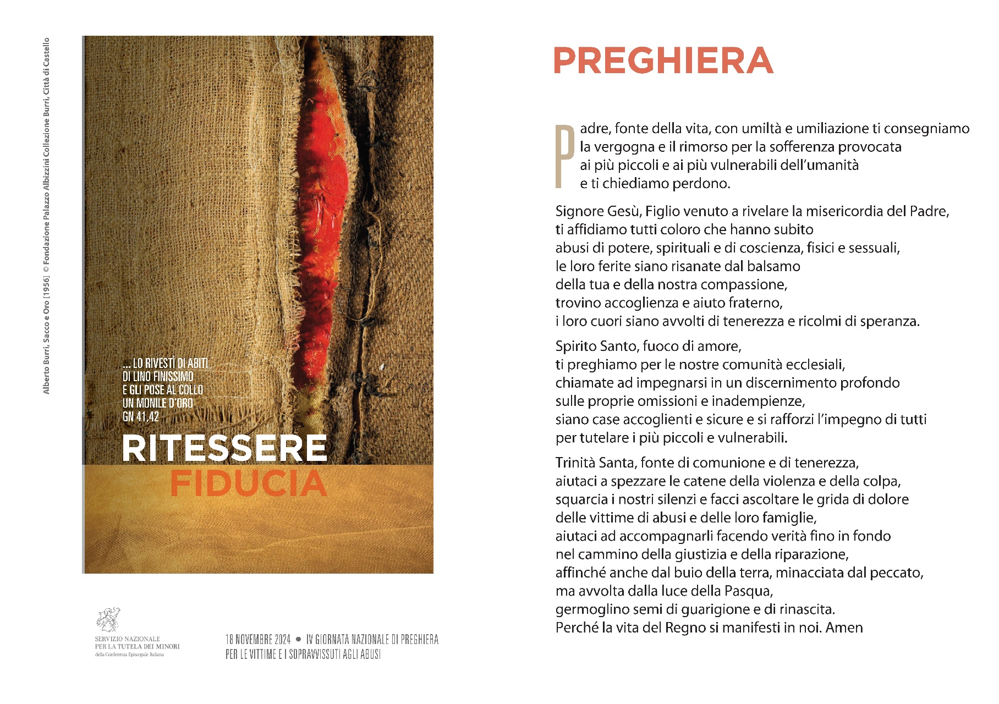 Alberto Burri, Sacco e Oro [1956] © Fondazione Palazzo Albizzini Collezione Burri, Città di Castello
... LO RIVESTÌ DI ABITI
DI LINO FINISSIMO
E GLI POSE AL COLLO
UN MONILE D'ORO
GN 41,42
RITESSERE
FIDUCIA
SERVIZIO NAZIONALE
PER LA TUTELA DEI MINORI
della Conferenza Episcopale Italiana
18 NOVEMBRE 2024 • IV GIORNATA NAZIONALE DI PREGHIERA
PER LE VITTIME E I SOPRAVVISSUTI AGLI ABUSI
PREGHIERA
Padre, fonte della vita, con umiltà e umiliazione ti consegniamo
la vergogna e il rimorso per la sofferenza provocata
ai più piccoli e ai più vulnerabili dell'umanità
e ti chiediamo perdono.
Signore Gesù, Figlio venuto a rivelare la misericordia del Padre,
ti affidiamo tutti coloro che hanno subito
abusi di potere, spirituali e di coscienza, fisici e sessuali,
le loro ferite siano risanate dal balsamo
della tua e della nostra compassione,
trovino accoglienza e aiuto fraterno,
i loro cuori siano avvolti di tenerezza e ricolmi di speranza.
Spirito Santo, fuoco di amore,
ti preghiamo per le nostre comunità ecclesiali,
chiamate ad impegnarsi in un discernimento profondo
sulle proprie omissioni e inadempienze,
siano case accoglienti e sicure e si rafforzi l'impegno di tutti
per tutelare i più piccoli e vulnerabili.
Trinità Santa, fonte di comunione e di tenerezza,
aiutaci a spezzare le catene della violenza e della colpa,
squarcia i nostri silenzi e facci ascoltare le grida di dolore
delle vittime di abusi e delle loro famiglie,
aiutaci ad accompagnarli facendo verità fino in fondo
nel cammino della giustizia e della riparazione,
affinché anche dal buio della terra, minacciata dal peccato,
ma avvolta dalla luce della Pasqua,
germoglino semi di guarigione e di rinascita.
Perché la vita del Regno si manifesti in noi. Amen